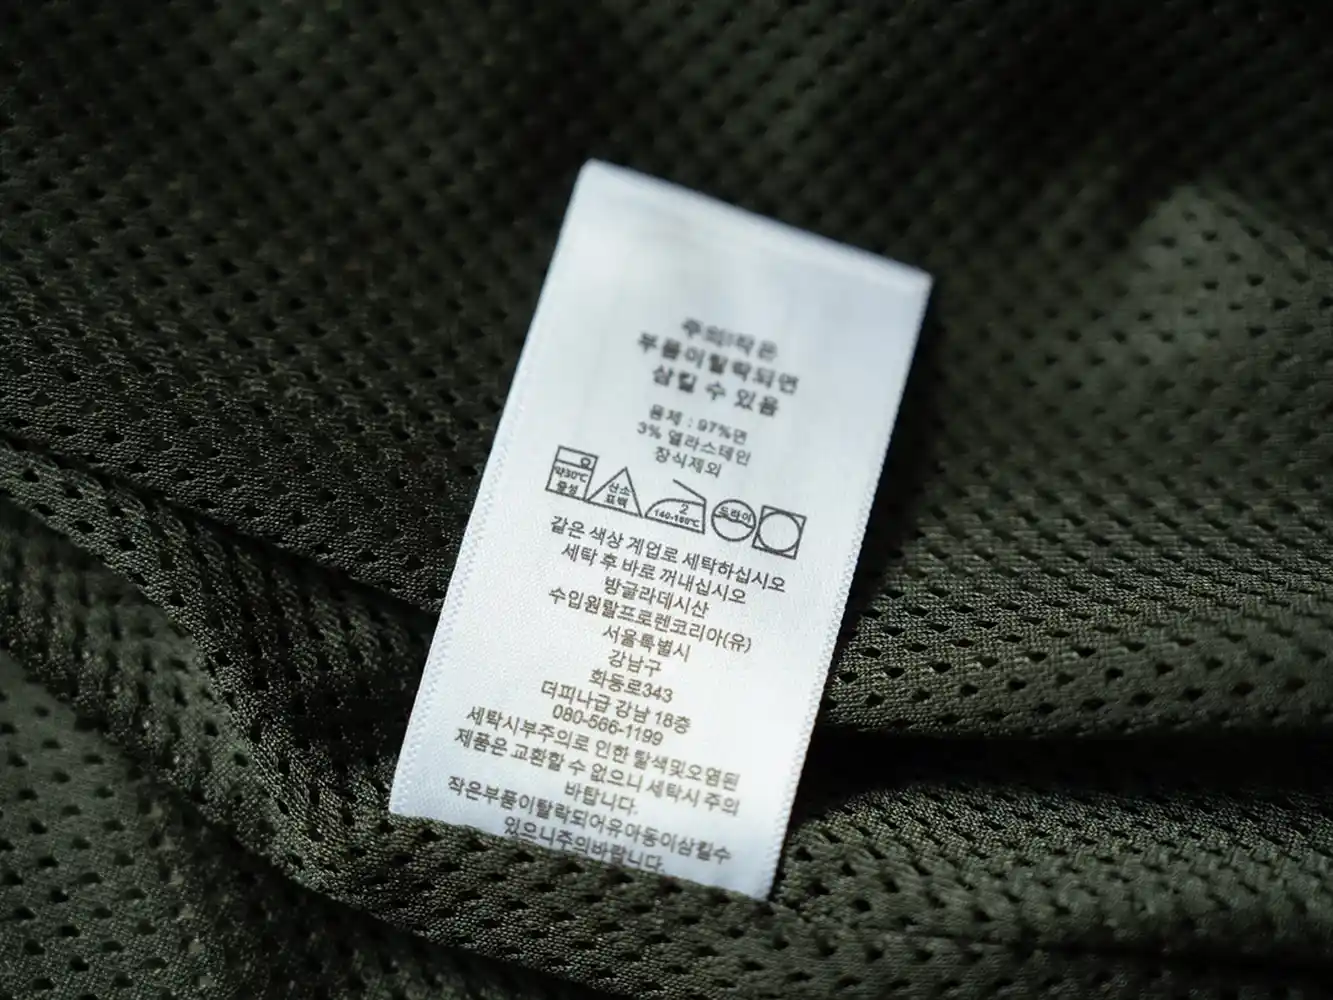 주의!작은
부품이탈락되면
삼킬 수 있음
용제 : 97%면
3% 엘라스테인
장식제외
약30℃
중성
산소
표백
2
140-160℃
드라이
같은 색상 계업로 세탁하십시오
세탁 후 바로 꺼내십시오
방글라데시산
수입원랄프로렌코리아(유)
서울특별시
강남구
화동로343
더피나급 강남 18층
080-566-1199
세탁시부주의로 인한 탈색및오염된
제품은 교환할 수 없으니 세탁시 주의
바탑니다.
작은부품이탈락되어유아동이삼킬수
있으니주의바랍니다.